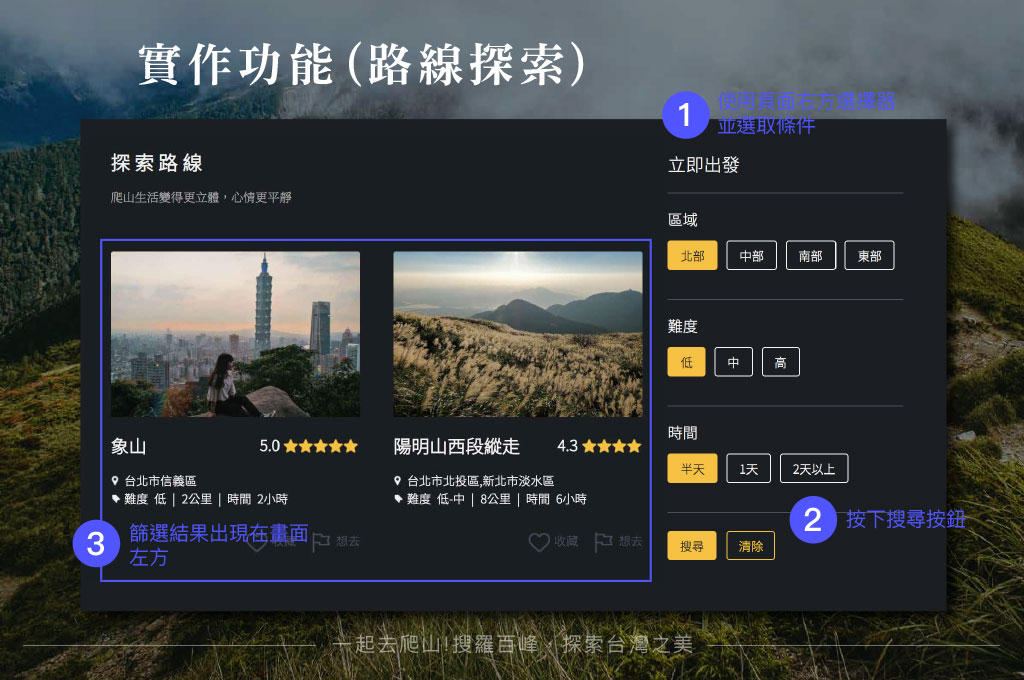 實作功能(路線探索)
1
使用頁面右方選擇器
並選取條件
探索路線
爬山生活變得更立體，心情更平靜
象山 5.0
台北市信義區
難度 低 | 2公里 | 時間 2小時
收藏 想去
陽明山西段縱走 4.3
台北市北投區,新北市淡水區
難度 低-中 | 8公里 | 時間 6小時
收藏 想去
3
篩選結果出現在畫面
左方
立即出發
區域
北部 中部 南部 東部
難度
低 中 高
時間
半天 1天 2天以上
2 按下搜尋按鈕
搜尋 清除
一起去爬山!搜羅百峰，探索台灣之美